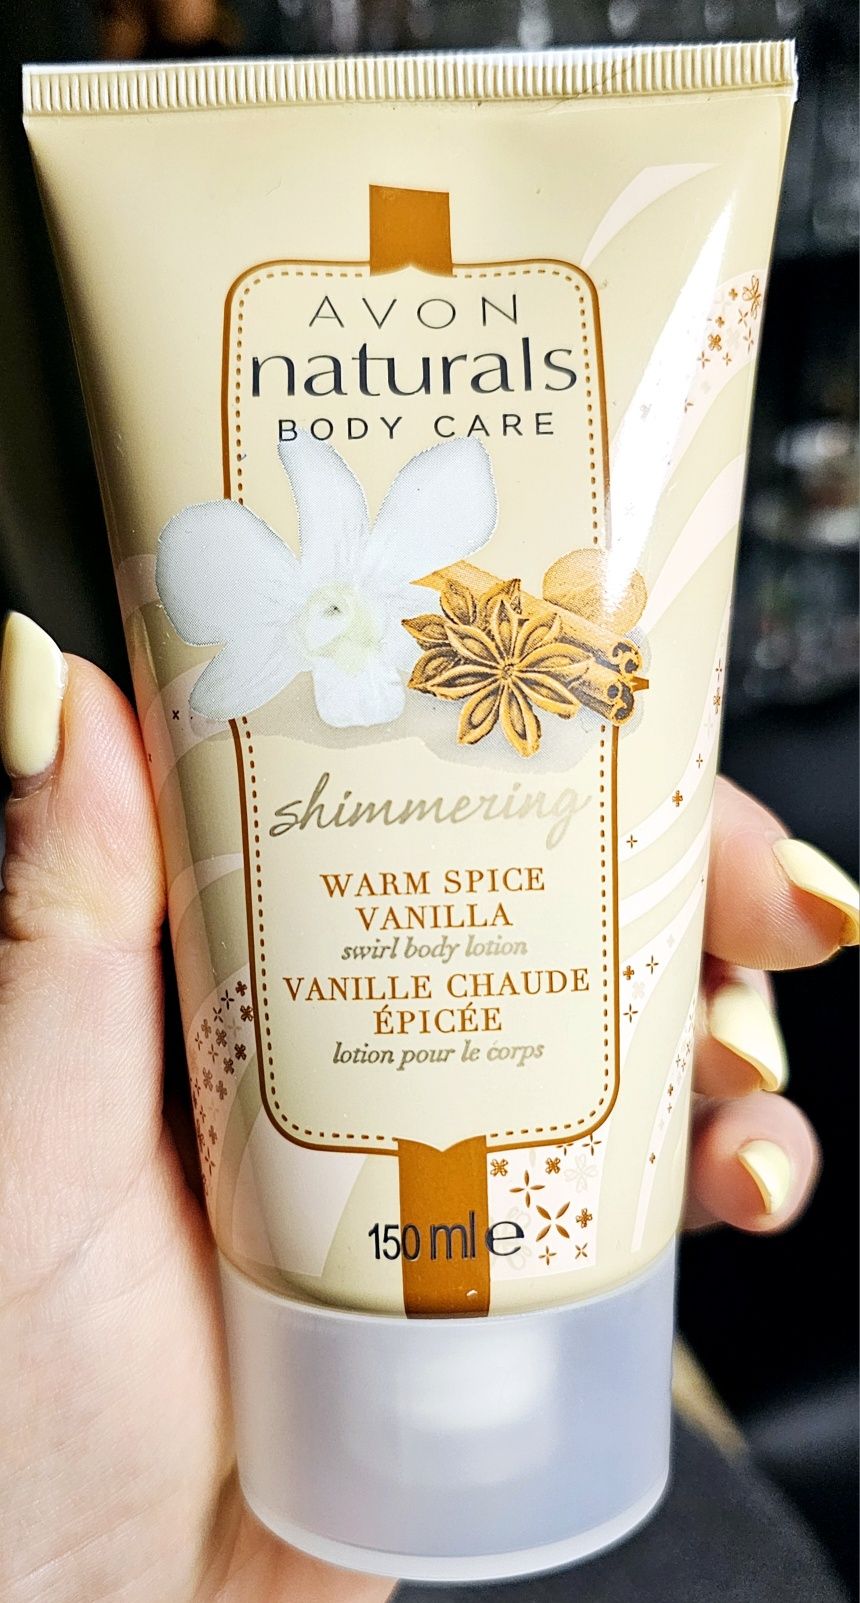 AVON
naturals
BODY CARE
shimmering
WARM SPICE
VANILLA
swirl body lotion
VANILLE CHAUDE
ÉPICÉE
lotion pour le corps
150 ml e